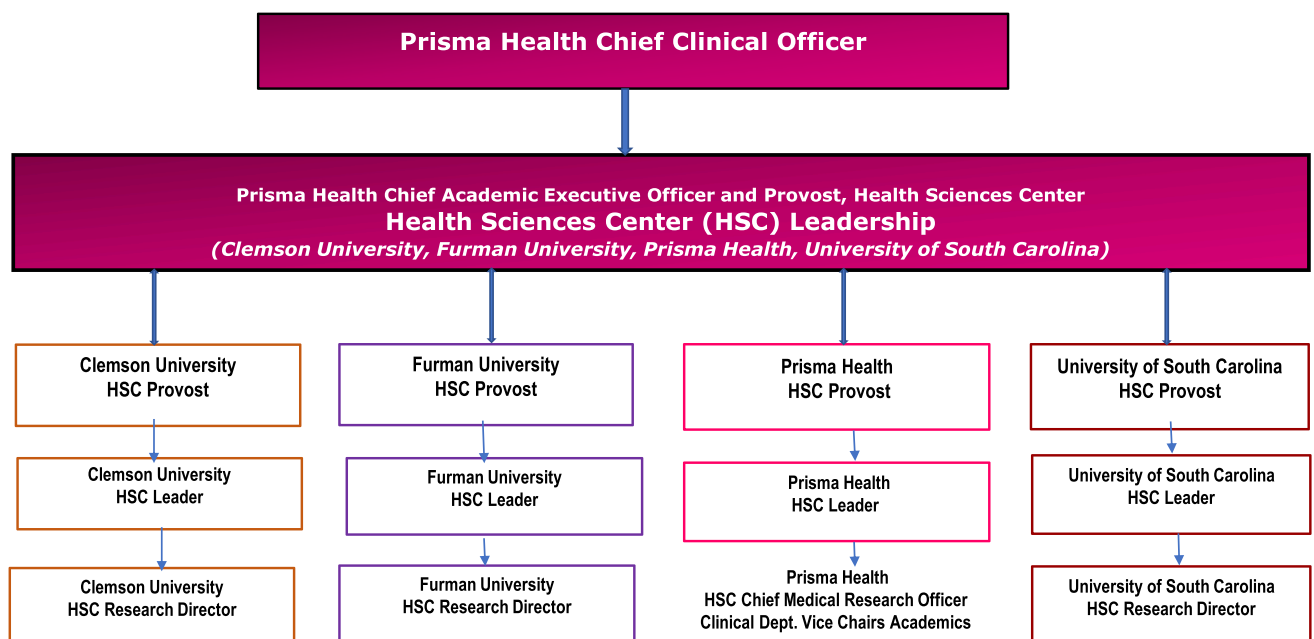 Prisma Health Chief Clinical Officer
Prisma Health Chief Academic Executive Officer and Provost, Health Sciences Center
Health Sciences Center (HSC) Leadership
(Clemson University, Furman University, Prisma Health, University of South Carolina)
Clemson University
HSC Provost
Furman University
HSC Provost
Prisma Health
HSC Provost
University of South Carolina
HSC Provost
Clemson University
HSC Leader
Furman University
HSC Leader
Prisma Health
HSC Leader
University of South Carolina
HSC Leader
Clemson University
HSC Research Director
Furman University
HSC Research Director
Prisma Health
HSC Chief Medical Research Officer
Clinical Dept. Vice Chairs Academics
University of South Carolina
HSC Research Director